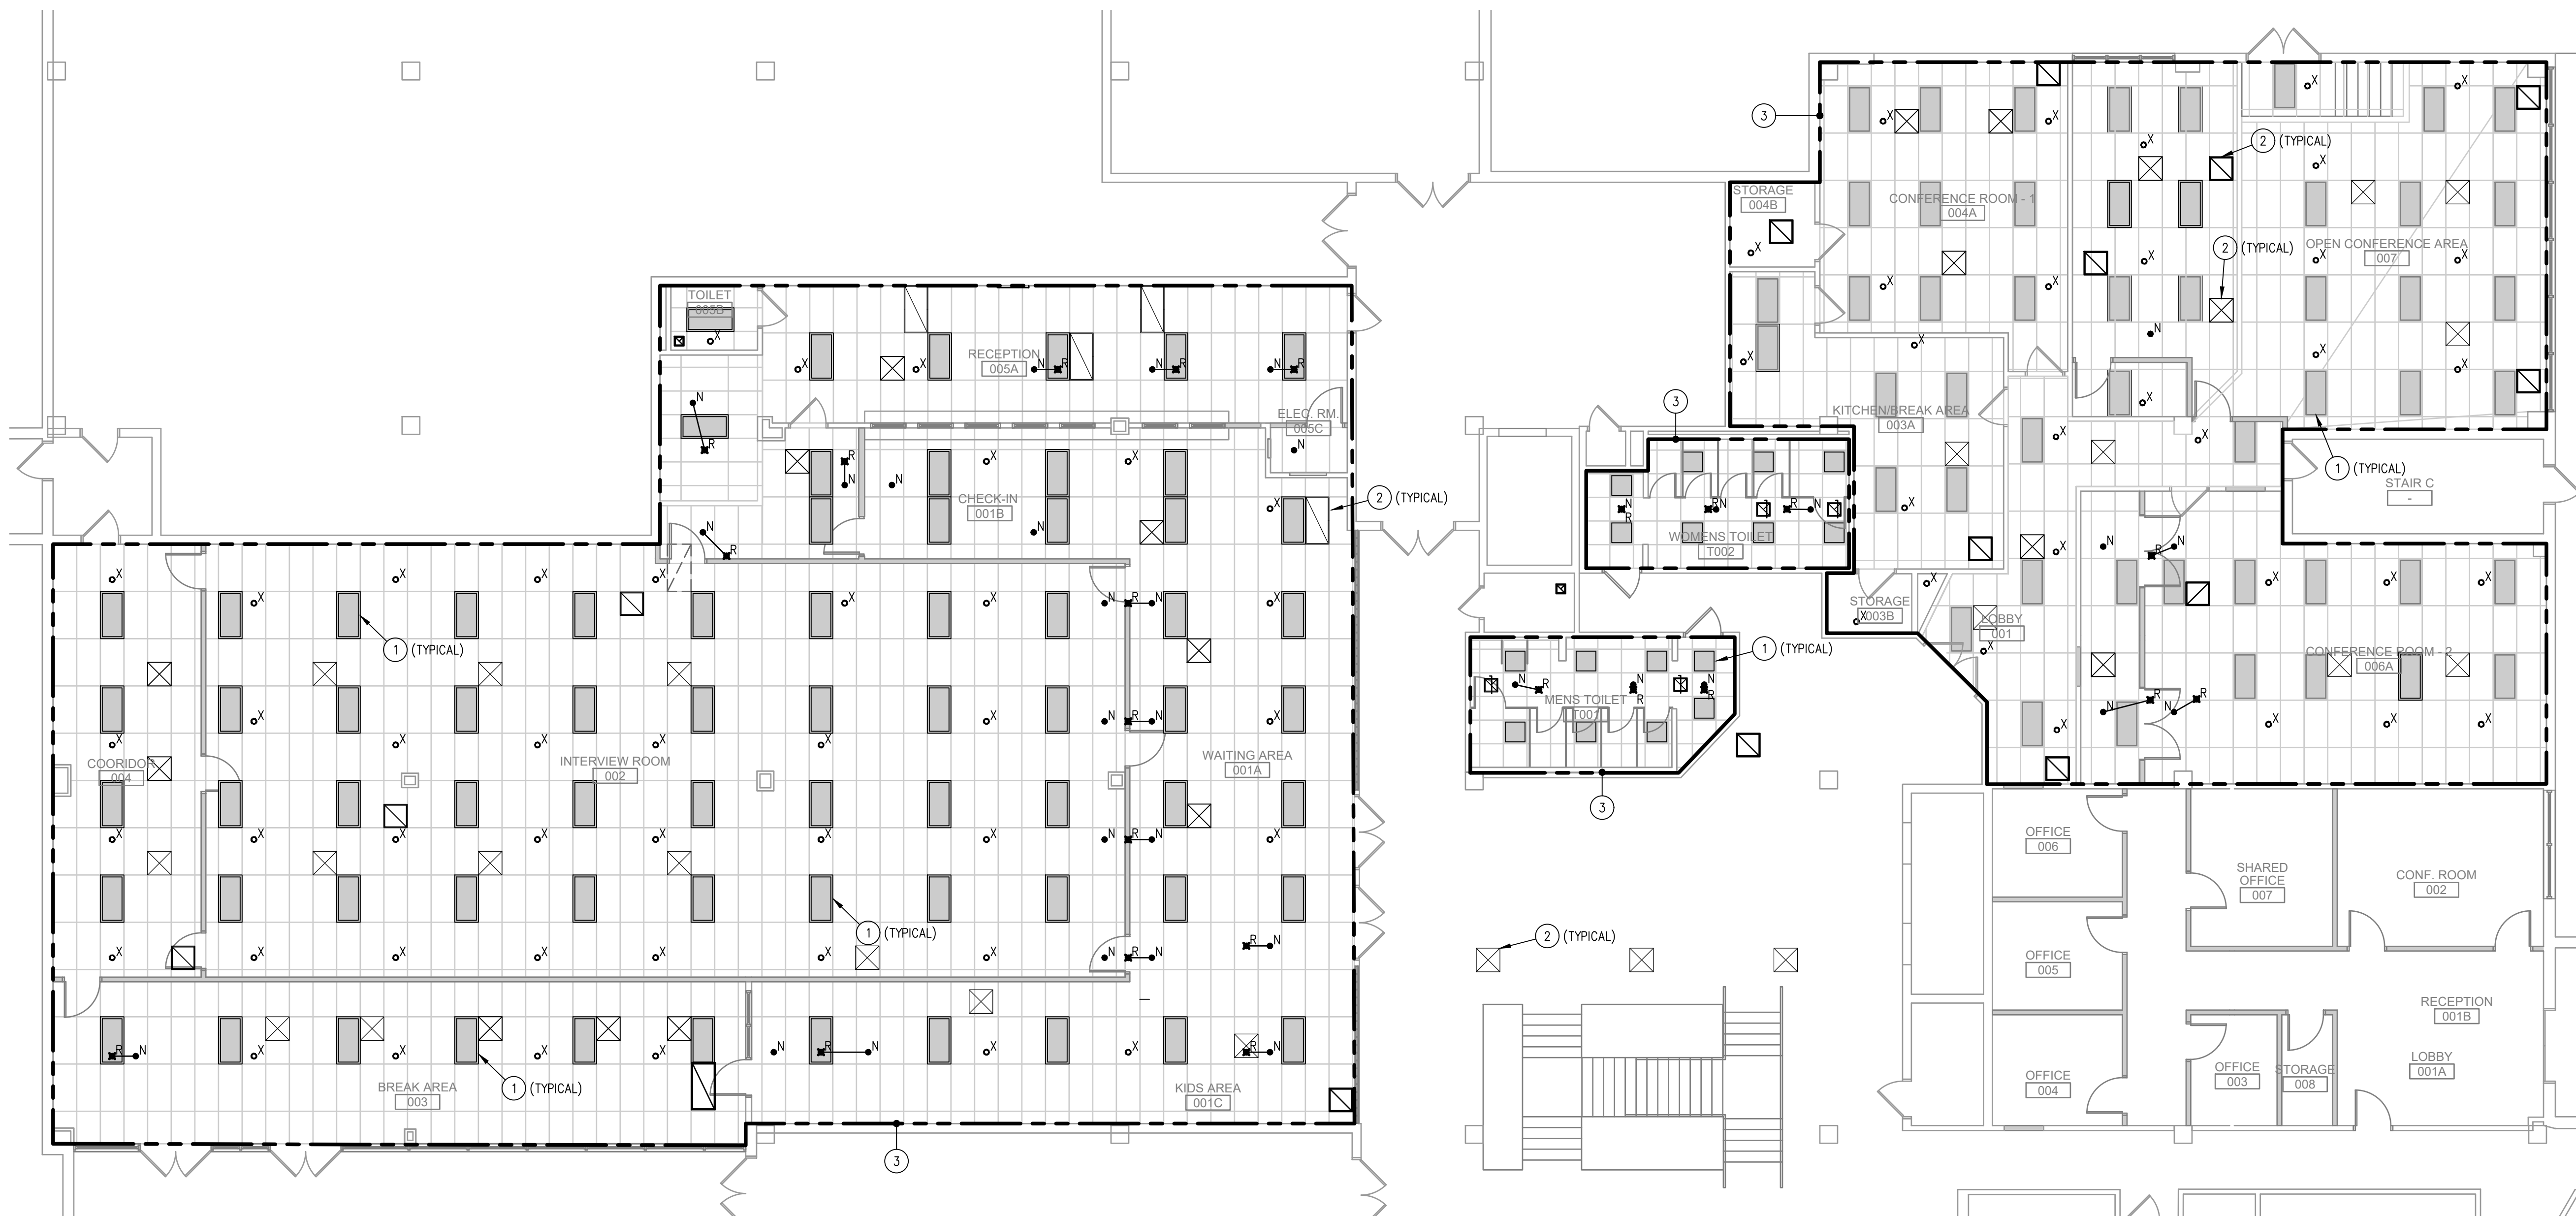 3
STORAGE
004B
CONFERENCE ROOM - 1
004A
2 (TYPICAL)
2 (TYPICAL)
OPEN CONFERENCE AREA
007
TOILET
005B
RECEPTION
005A
ELEC. RM.
005C
CHECK-IN
001B
2 (TYPICAL)
3
KITCHEN/BREAK AREA
003A
1 (TYPICAL)
STAIR C
-
WOMENS TOILET
T002
STORAGE
003B
LOBBY
001
CONFERENCE ROOM - 2
006A
1 (TYPICAL)
1 (TYPICAL)
MENS TOILET
T001
3
COORIDOR
004
INTERVIEW ROOM
002
WAITING AREA
001A
1 (TYPICAL)
2 (TYPICAL)
OFFICE
006
SHARED
OFFICE
007
CONF. ROOM
002
OFFICE
005
RECEPTION
001B
LOBBY
001A
OFFICE
004
OFFICE
003
STORAGE
008
BREAK AREA
003
1 (TYPICAL)
KIDS AREA
001C
3